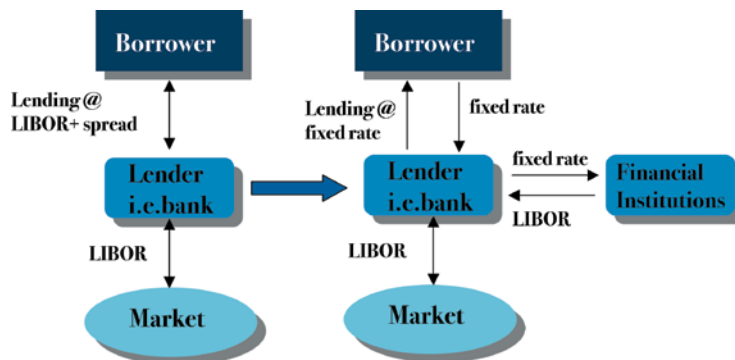 Borrower
Lending @
LIBOR+ spread
Lender
i.e.bank
LIBOR
Market
Borrower
Lending @
fixed rate
fixed rate
Lender
i.e.bank
fixed rate
LIBOR
Financial
Institutions
LIBOR
Market